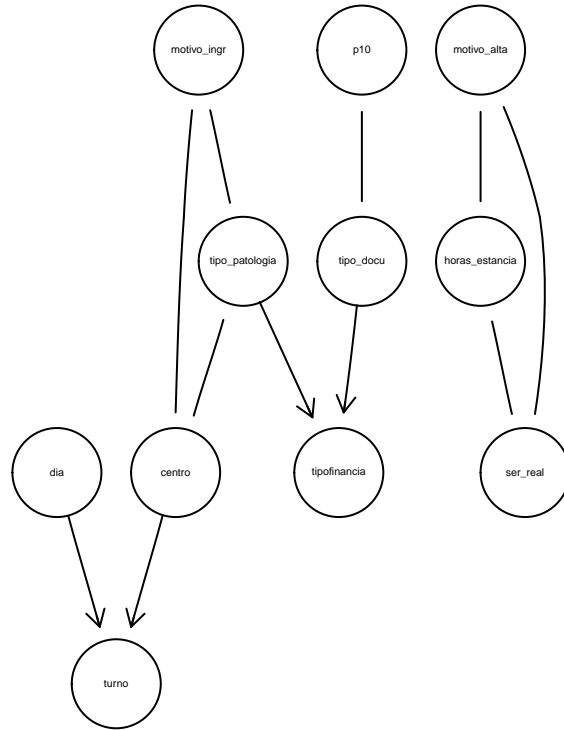 motivo_ingr
p10
motivo_alta
tipo_patologia
tipo_docu
horas_estancia
dia
centro
tipofinancia
ser_real
turno